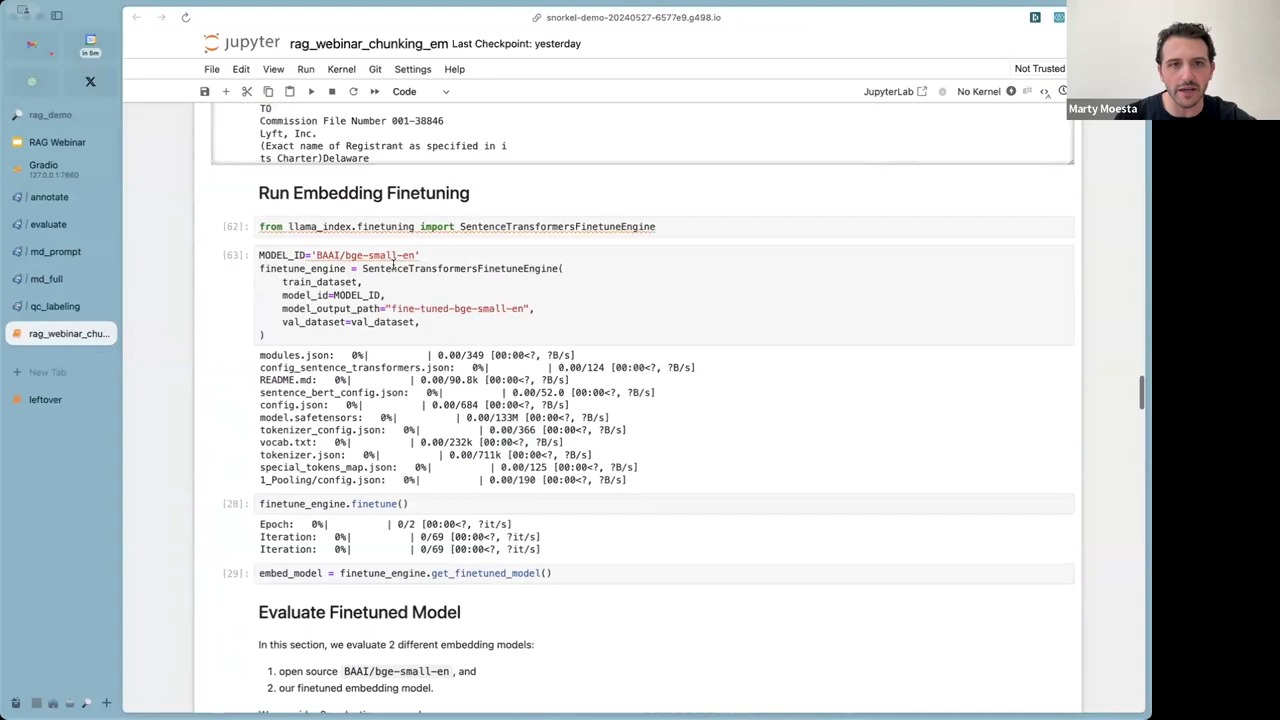 snorkel-demo-20240527-6577e9.g498.io
in 5m
rag_demo
RAG Webinar
Gradio
127.0.0.1:7860
/ annotate
/ evaluate
/ md_prompt
/ md_full
/ qc_labeling
rag_webinar_chu...
New Tab
leftover
jupyter rag_webinar_chunking_em Last Checkpoint: yesterday
File Edit View Run Kernel Git Settings Help Not Trusted
Code JupyterLab No Kernel
Marty Moesta
TO
Commission File Number 001-38846
Lyft, Inc.
(Exact name of Registrant as specified in i
ts Charter)Delaware
Run Embedding Finetuning
[62]: from llama_index.finetuning import SentenceTransformersFinetuneEngine
[63]: MODEL_ID='BAAI/bge-small-en'
finetune_engine = SentenceTransformersFinetuneEngine(
train_dataset,
model_id=MODEL_ID,
model_output_path="fine-tuned-bge-small-en",
val_dataset=val_dataset,
)
modules.json: 0%| | 0.00/349 [00:00<?, ?B/s]
config_sentence_transformers.json: 0%| | 0.00/124 [00:00<?, ?B/s]
README.md: 0%| | 0.00/90.8k [00:00<?, ?B/s]
sentence_bert_config.json: 0%| | 0.00/52.0 [00:00<?, ?B/s]
config.json: 0%| | 0.00/684 [00:00<?, ?B/s]
model.safetensors: 0%| | 0.00/133M [00:00<?, ?B/s]
tokenizer_config.json: 0%| | 0.00/366 [00:00<?, ?B/s]
vocab.txt: 0%| | 0.00/232k [00:00<?, ?B/s]
tokenizer.json: 0%| | 0.00/711k [00:00<?, ?B/s]
special_tokens_map.json: 0%| | 0.00/125 [00:00<?, ?B/s]
1_Pooling/config.json: 0%| | 0.00/190 [00:00<?, ?B/s]
[28]: finetune_engine.finetune()
Epoch: 0%| | 0/2 [00:00<?, ?it/s]
Iteration: 0%| | 0/69 [00:00<?, ?it/s]
Iteration: 0%| | 0/69 [00:00<?, ?it/s]
[29]: embed_model = finetune_engine.get_finetuned_model()
Evaluate Finetuned Model
In this section, we evaluate 2 different embedding models:
1. open source BAAI/bge-small-en , and
2. our finetuned embedding model.